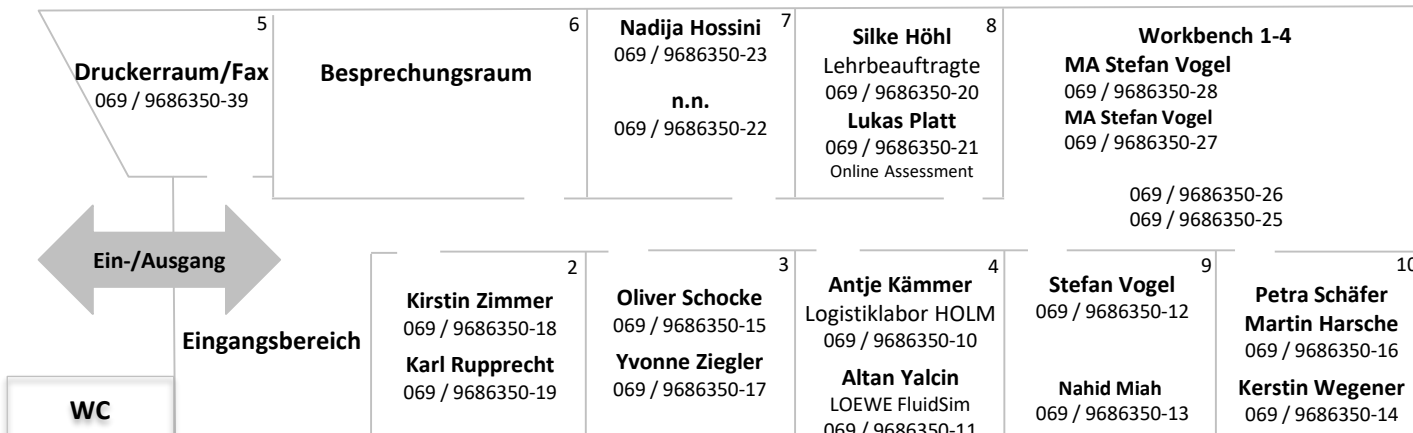 5
Druckerraum/Fax
069 / 9686350-39
6
Besprechungsraum
7
Nadija Hossini
069 / 9686350-23
n.n.
069 / 9686350-22
8
Silke Höhl
Lehrbeauftragte
069 / 9686350-20
Lukas Platt
069 / 9686350-21
Online Assessment
Workbench 1-4
MA Stefan Vogel
069 / 9686350-28
MA Stefan Vogel
069 / 9686350-27
069 / 9686350-26
069 / 9686350-25
Ein-/Ausgang
Eingangsbereich
WC
2
Kirstin Zimmer
069 / 9686350-18
Karl Rupprecht
069 / 9686350-19
3
Oliver Schocke
069 / 9686350-15
Yvonne Ziegler
069 / 9686350-17
4
Antje Kämmer
Logistiklabor HOLM
069 / 9686350-10
Altan Yalcin
LOEWE FluidSim
069 / 9686350-11
9
Stefan Vogel
069 / 9686350-12
Nahid Miah
069 / 9686350-13
10
Petra Schäfer
Martin Harsche
069 / 9686350-16
Kerstin Wegener
069 / 9686350-14